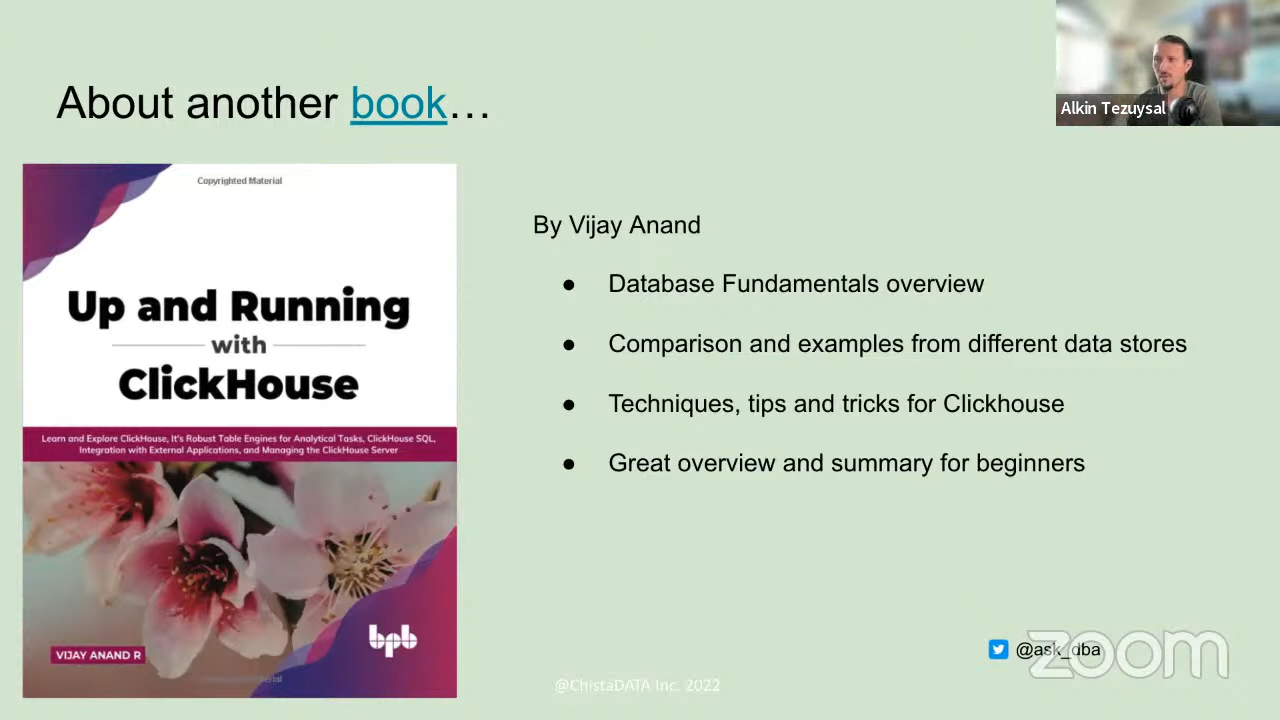 About another book…
Alkin Tezuysal
Copyrighted Material
Up and Running
with
ClickHouse
Learn and Explore ClickHouse, It's Robust Table Engines for Analytical Tasks, ClickHouse SQL,
Integration with External Applications, and Managing the ClickHouse Server
bpb
VIJAY ANAND R
By Vijay Anand
● Database Fundamentals overview
● Comparison and examples from different data stores
● Techniques, tips and tricks for Clickhouse
● Great overview and summary for beginners
@ask_dba
zoom
@ChistaDATA Inc. 2022